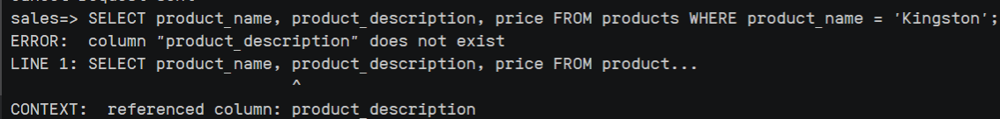 sales=> SELECT product_name, product_description, price FROM products WHERE product_name = 'Kingston';
ERROR:  column "product_description" does not exist
LINE 1: SELECT product_name, product_description, price FROM product...
                             ^
CONTEXT:  referenced column: product_description